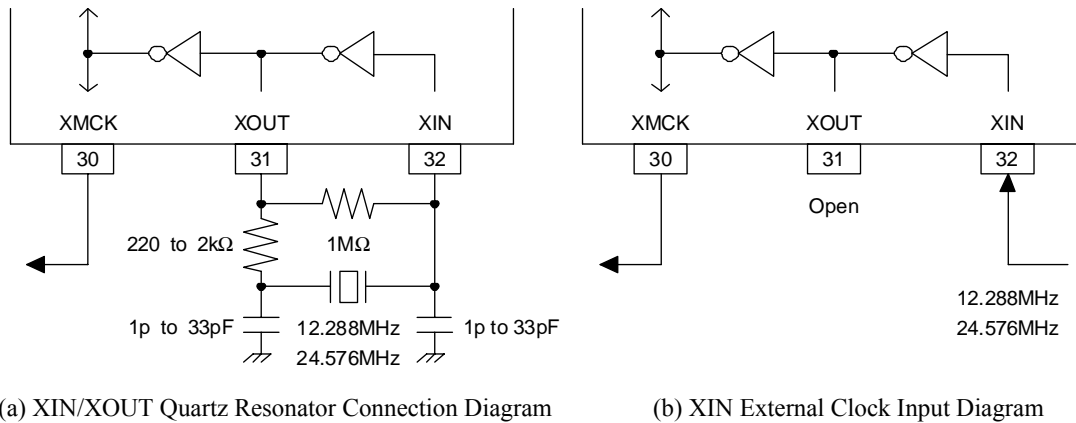 XMCK XOUT XIN
30 31 32
220 to 2kΩ 1MΩ
1p to 33pF 12.288MHz 1p to 33pF
24.576MHz
(a) XIN/XOUT Quartz Resonator Connection Diagram
XMCK XOUT XIN
30 31 32
Open
12.288MHz
24.576MHz
(b) XIN External Clock Input Diagram